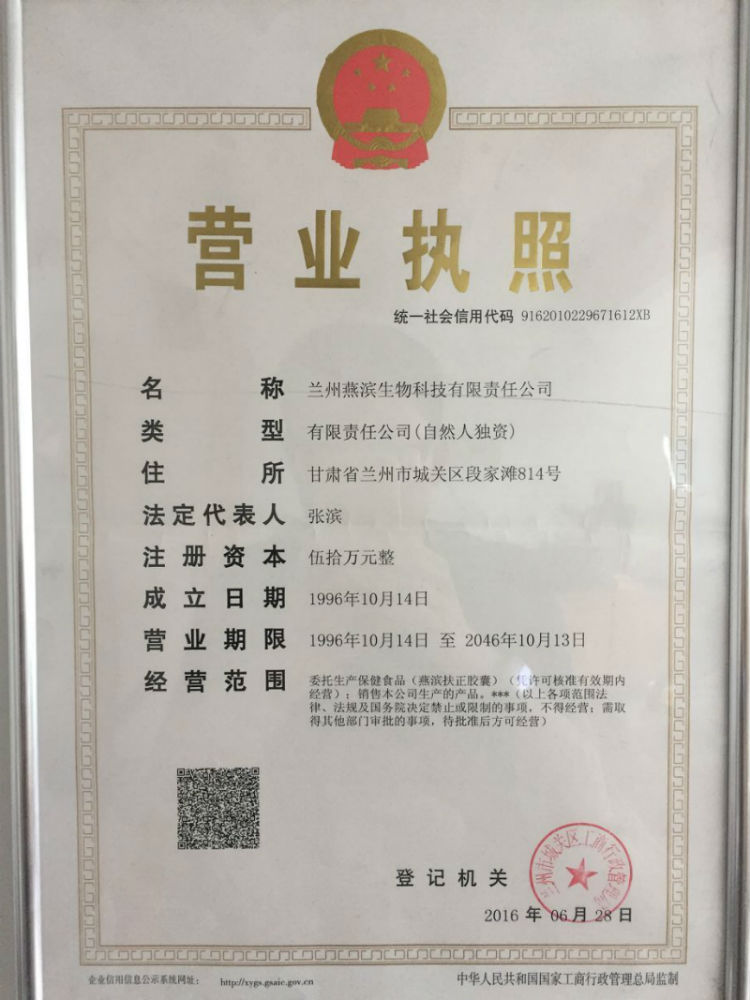 营业执照
统一社会信用代码 9162010229671612XB
名称 兰州燕滨生物科技有限责任公司
类型 有限责任公司(自然人独资)
住所 甘肃省兰州市城关区段家滩814号
法定代表人 张滨
注册资本 伍拾万元整
成立日期 1996年10月14日
营业期限 1996年10月14日 至 2046年10月13日
经营范围 委托生产保健食品（燕滨扶正胶囊）（凭许可核准有效期内
经营）；销售本公司生产的产品。***（以上各项范围法
律、法规及国务院决定禁止或限制的事项，不得经营；需取
得其他部门审批的事项，待批准后方可经营）
兰州市城关区工商行政管理局
登记机关
2016 年 06 月 28 日
企业信用信息公示系统网址： http://xygs.gsaic.gov.cn 中华人民共和国国家工商行政管理总局监制